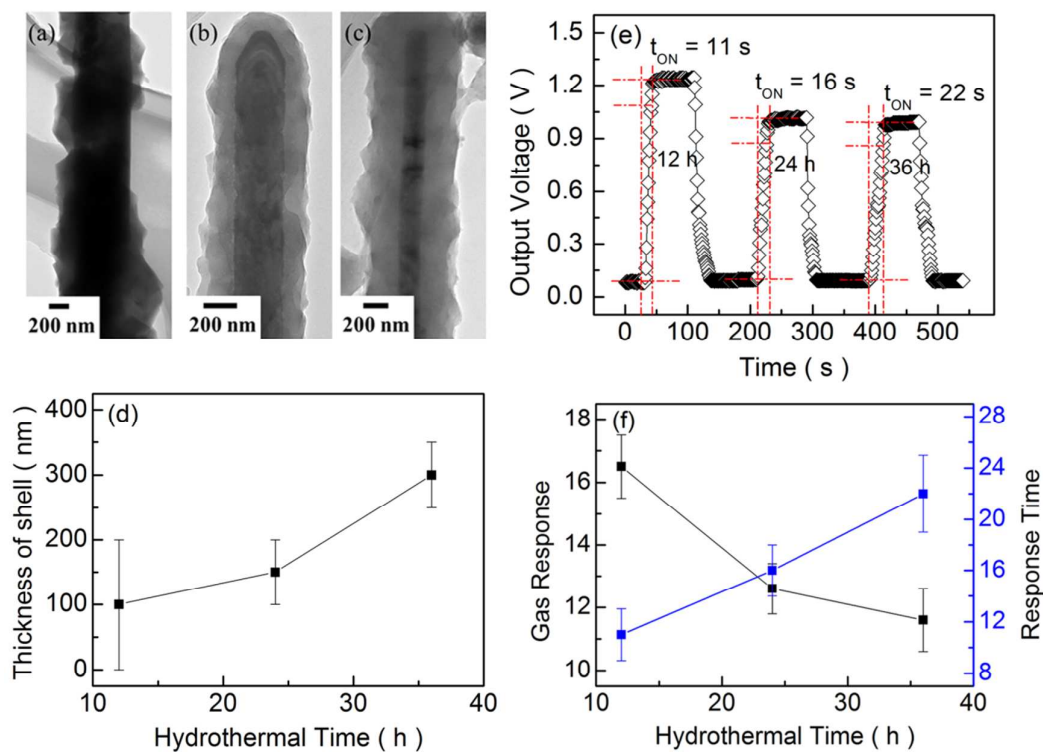 (a)
(b)
(c)
200 nm
200 nm
200 nm
(e)
tON = 11 s
tON = 16 s
tON = 22 s
12 h
24 h
36 h
1.5
1.2
0.9
0.6
0.3
0.0
Output Voltage ( V )
0 100 200 300 400 500
Time ( s )
(d)
400
300
200
100
0
Thickness of shell ( nm )
10 20 30 40
Hydrothermal Time ( h )
(f)
18
16
14
12
10
Gas Response
28
24
20
16
12
8
Response Time
10 20 30 40
Hydrothermal Time ( h )